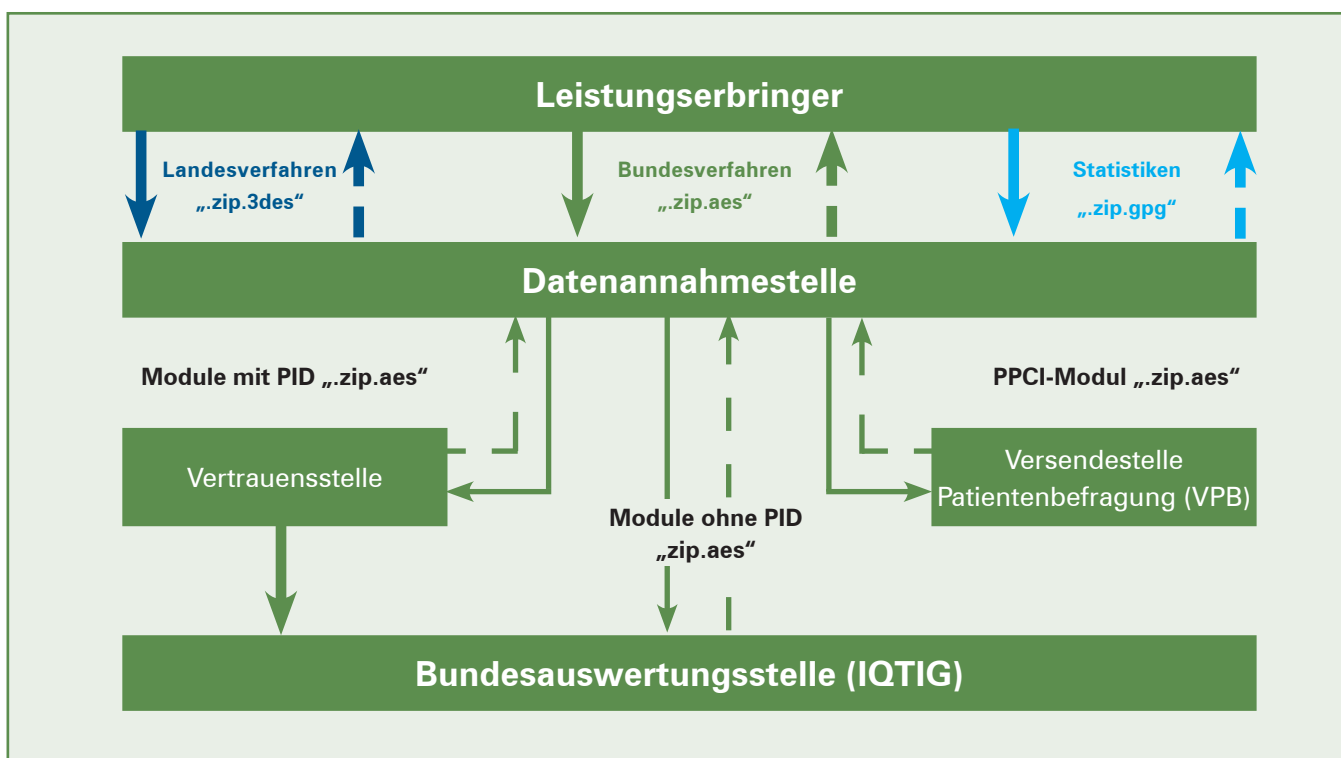 Leistungserbringer
Landesverfahren
„.zip.3des“
Bundesverfahren
„.zip.aes“
Statistiken
„.zip.gpg“
Datenannahmestelle
Module mit PID „.zip.aes“
PPCI-Modul „.zip.aes“
Vertrauensstelle
Versendestelle
Patientenbefragung (VPB)
Module ohne PID
„zip.aes“
Bundesauswertungsstelle (IQTIG)